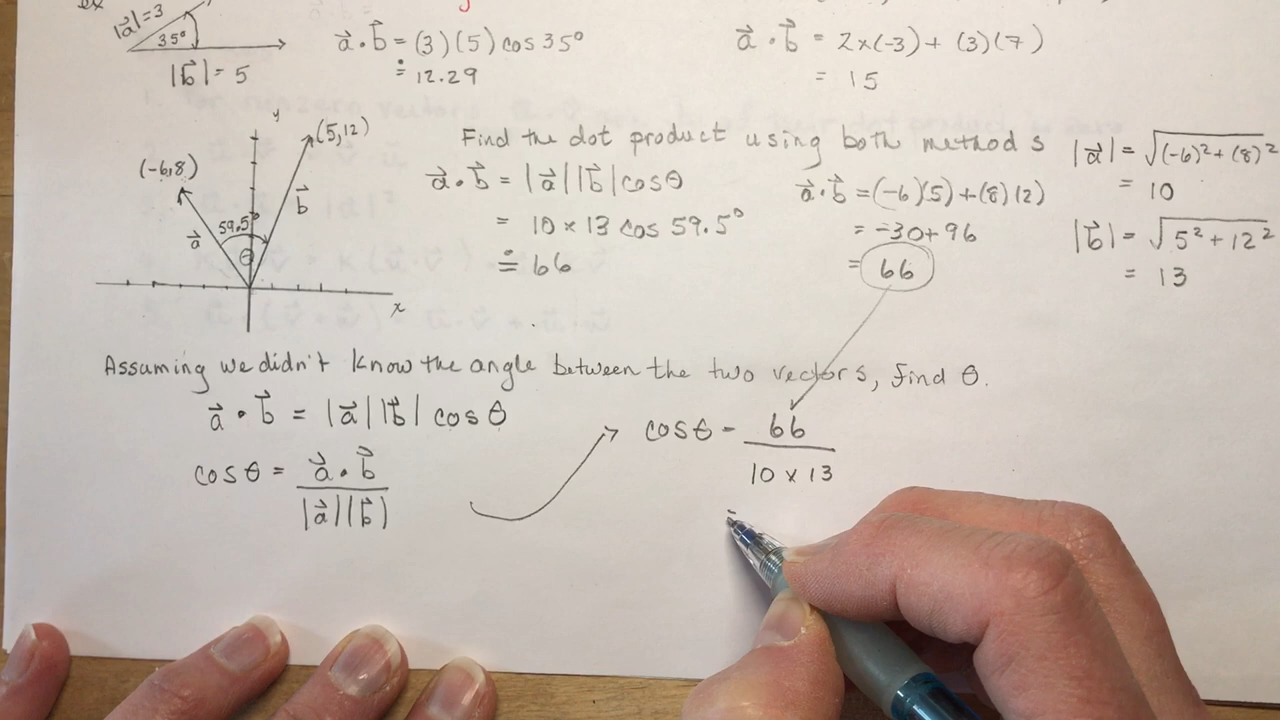 ex
|a⃗|=3
35°
|b⃗|= 5
a⃗ · b⃗ = (3)(5) cos 35°
≐ 12.29
a⃗ · b⃗ = 2×(-3) + (3)(7)
= 15
y
(5,12)
(-6,8)
b⃗
a⃗
59.5°
θ
x
Find the dot product using both methods
a⃗ · b⃗ = |a⃗||b⃗|cosθ
= 10 × 13 cos 59.5°
≐ 66
a⃗ · b⃗ = (-6)(5) + (8)(12)
= -30+96
= 66
|a⃗| = √(-6)²+(8)²
= 10
|b⃗| = √5²+12²
= 13
Assuming we didn't know the angle between the two vectors, find θ.
a⃗ · b⃗ = |a⃗||b⃗| cos θ
cos θ = a⃗ · b⃗
|a⃗||b⃗|
cosθ = 66
10 × 13